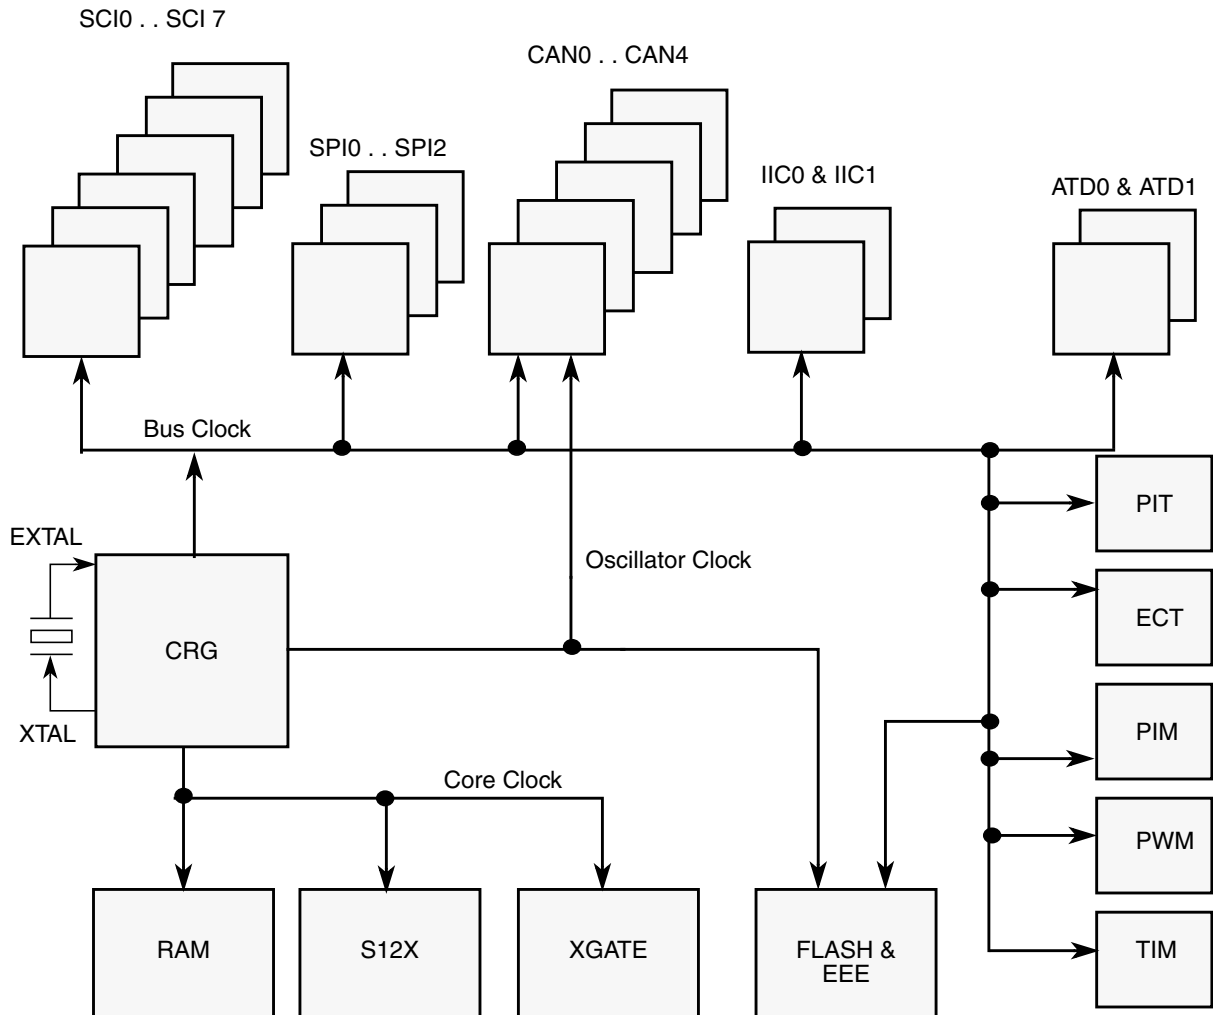 SCI0 . . SCI 7
CAN0 . . CAN4
SPI0 . . SPI2
IIC0 & IIC1
ATD0 & ATD1
Bus Clock
PIT
EXTAL
Oscillator Clock
ECT
CRG
XTAL
PIM
Core Clock
PWM
RAM
S12X
XGATE
FLASH &
EEE
TIM